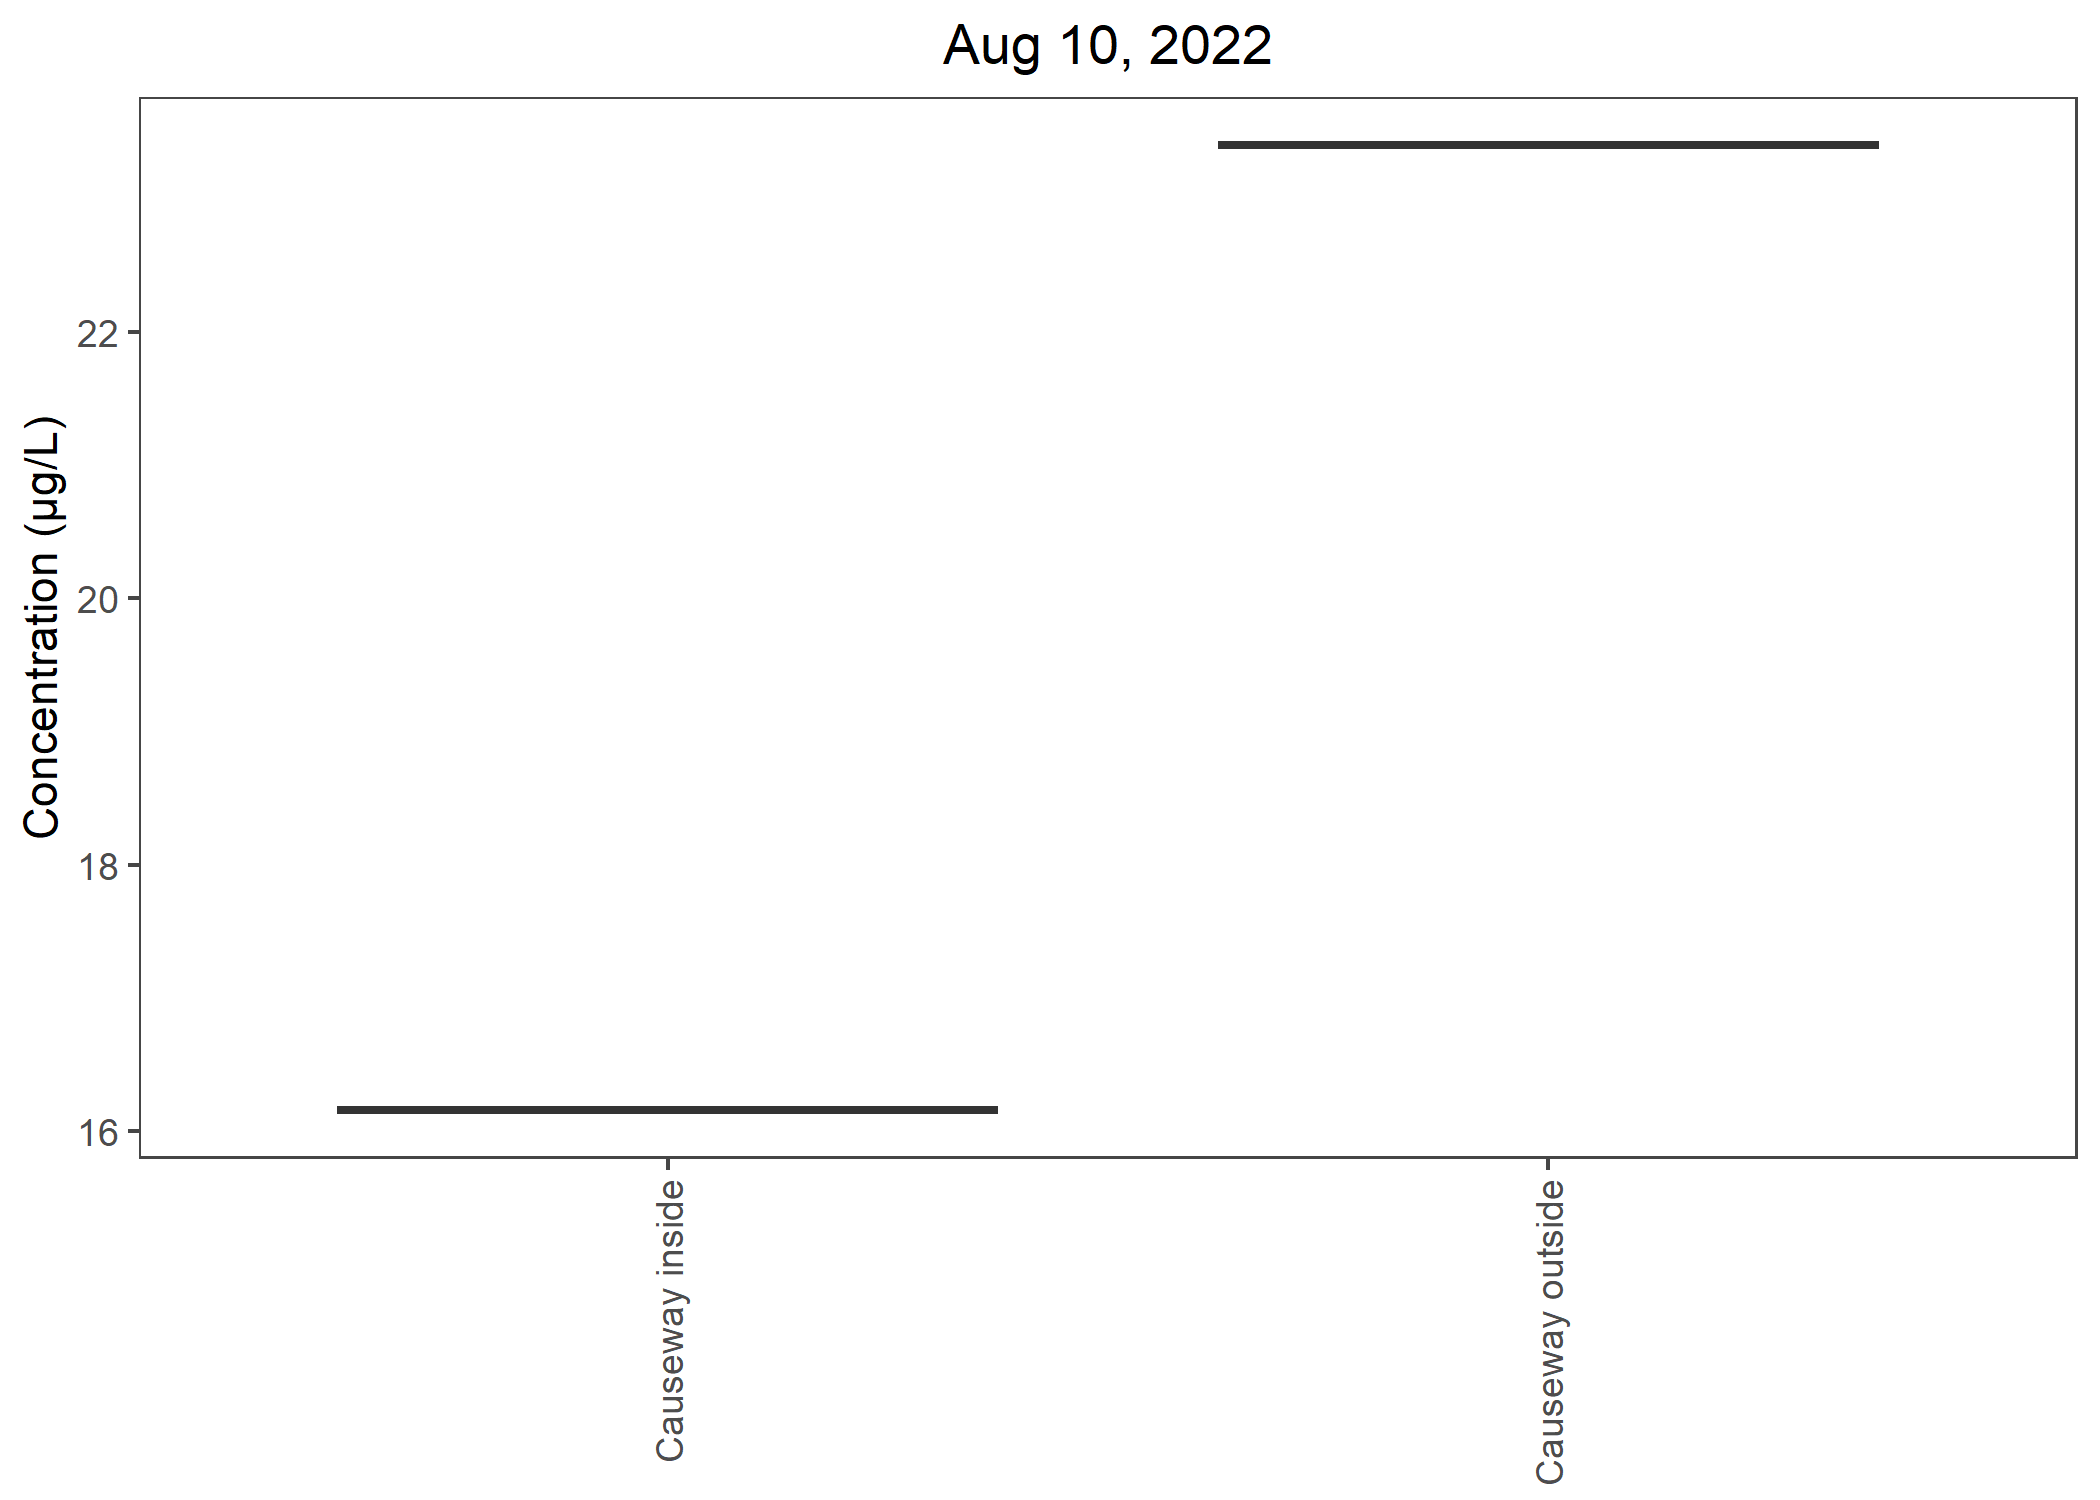 Aug 10, 2022
Concentration (µg/L)
22
20
18
16
Causeway inside
Causeway outside